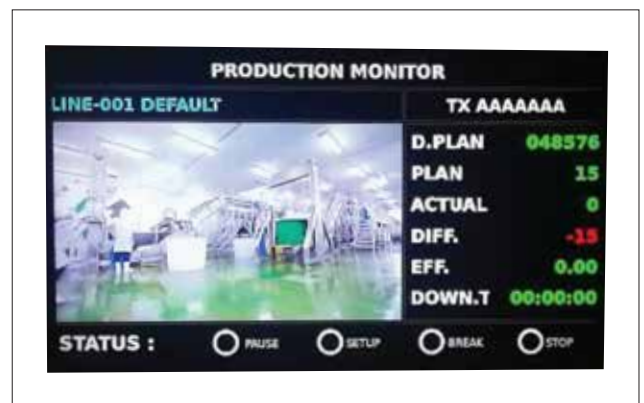 PRODUCTION MONITOR
LINE-001 DEFAULT
TX AAAAAAA
D.PLAN 048576
PLAN 15
ACTUAL 0
DIFF. -15
EFF. 0.00
DOWN.T 00:00:00
STATUS : PAUSE SETUP BREAK STOP